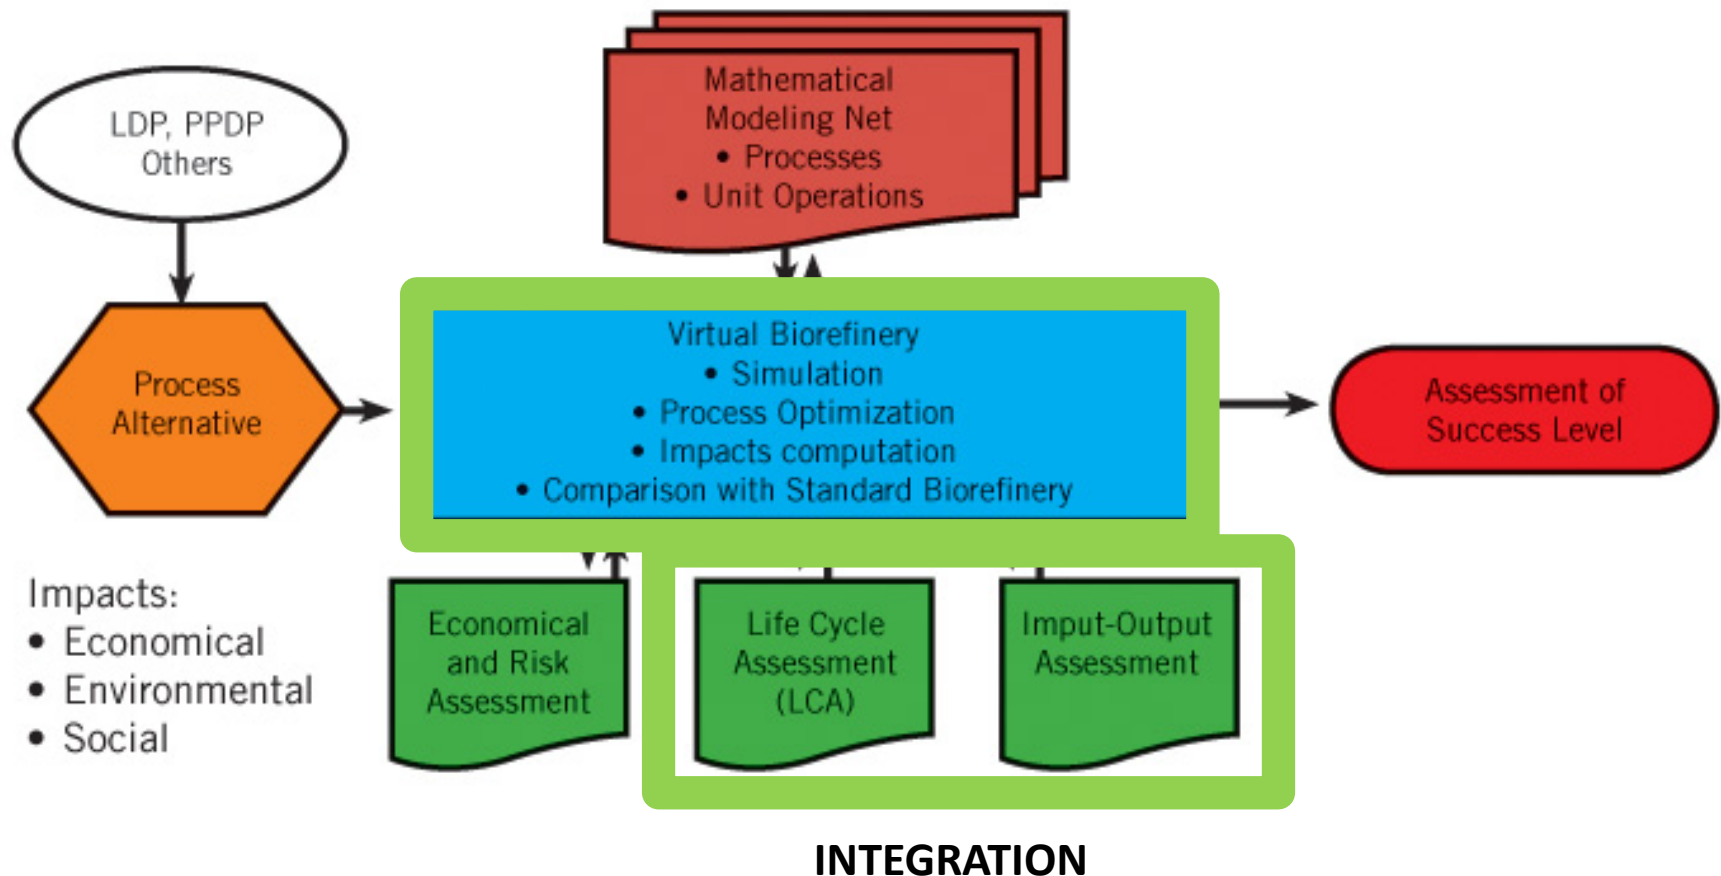 LDP, PPDP
Others
Mathematical
Modeling Net
• Processes
• Unit Operations
Process
Alternative
Virtual Biorefinery
• Simulation
• Process Optimization
• Impacts computation
• Comparison with Standard Biorefinery
Assessment of
Success Level
Impacts:
• Economical
• Environmental
• Social
Economical
and Risk
Assessment
Life Cycle
Assessment
(LCA)
Imput-Output
Assessment
INTEGRATION